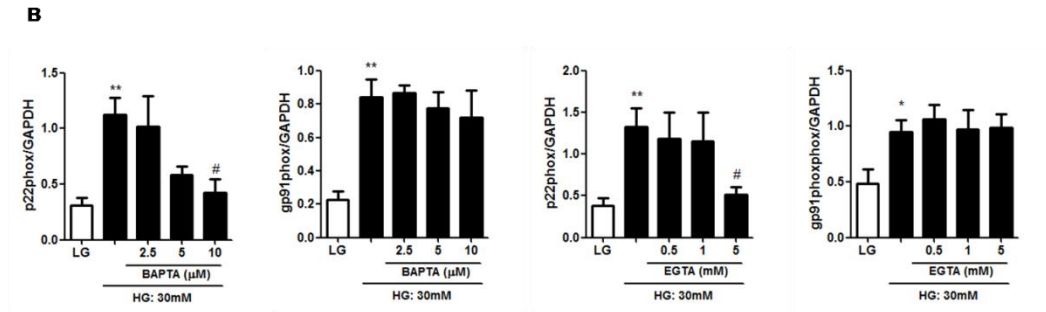 B
p22phox/GAPDH
1.5
1.0
0.5
0.0
**
#
LG
2.5
5
10
BAPTA (μM)
HG: 30mM
gp91phox/GAPDH
1.0
0.8
0.6
0.4
0.2
0.0
**
LG
2.5
5
10
BAPTA (μM)
HG: 30mM
p22phox/GAPDH
2.0
1.5
1.0
0.5
0.0
**
#
LG
0.5
1
5
EGTA (mM)
HG: 30mM
gp91phoxphox/GAPDH
1.5
1.0
0.5
0.0
*
LG
0.5
1
5
EGTA (mM)
HG: 30mM